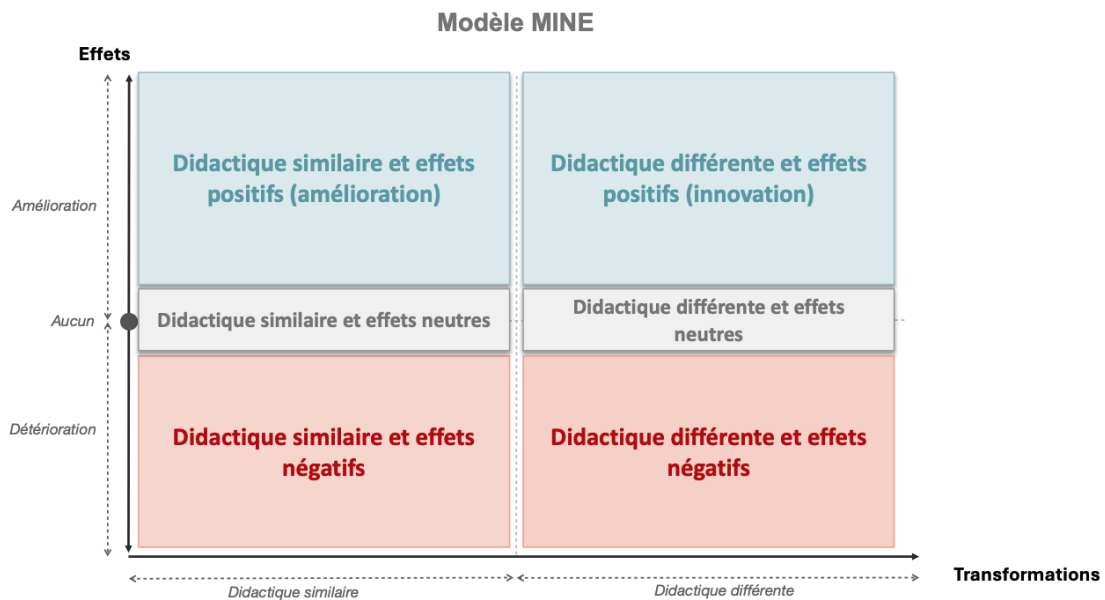 Modèle MINE
Effets
Didactique similaire et effets
positifs (amélioration)
Didactique différente et effets
positifs (innovation)
Amélioration
Aucun
Didactique similaire et effets neutres
Didactique différente et effets
neutres
Détérioration
Didactique similaire et effets
négatifs
Didactique différente et effets
négatifs
Transformations
Didactique similaire
Didactique différente